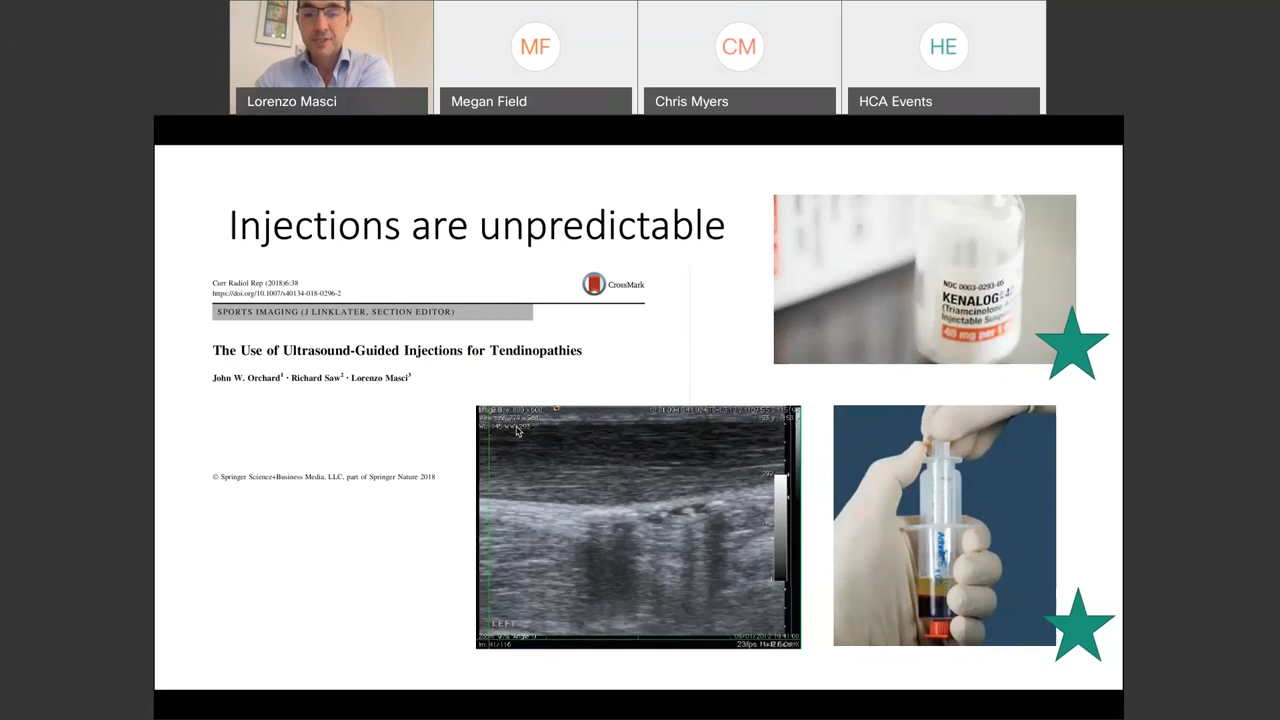 MF
CM
HE
Lorenzo Masci
Megan Field
Chris Myers
HCA Events
Injections are unpredictable
Curr Radiol Rep (2018)6:38
https://doi.org/10.1007/s40134-018-0296-2
CrossMark
SPORTS IMAGING (J LINKLATER, SECTION EDITOR)
The Use of Ultrasound-Guided Injections for Tendinopathies
John W. Orchard1 · Richard Saw2 · Lorenzo Masci3
© Springer Science+Business Media, LLC, part of Springer Nature 2018
NDC 0003-0293-05
KENALOG
(Triamcinolone
Injectable
40 mg per
LEFT